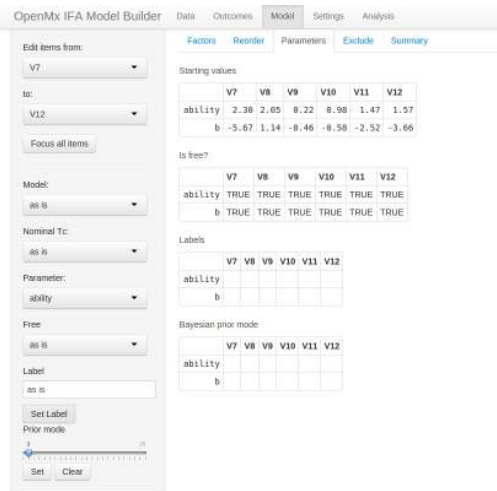 OpenMx IFA Model Builder Data Outcomes Model Settings Analysis
Edit items from:
V7
to:
V12
Focus all items
Model:
as is
Nominal Tc:
as is
Parameter:
ability
Free
as is
Label
as is
Set Label
Prior mode
Set Clear
Factors Reorder Parameters Exclude Summary
Starting values
V7 V8 V9 V10 V11 V12
ability 2.30 2.05 0.22 0.98 1.47 1.57
b -5.67 1.14 -0.46 -0.58 -2.52 -3.66
Is free?
V7 V8 V9 V10 V11 V12
ability TRUE TRUE TRUE TRUE TRUE TRUE
b TRUE TRUE TRUE TRUE TRUE TRUE
Labels
V7 V8 V9 V10 V11 V12
ability
b
Bayesian prior mode
V7 V8 V9 V10 V11 V12
ability
b